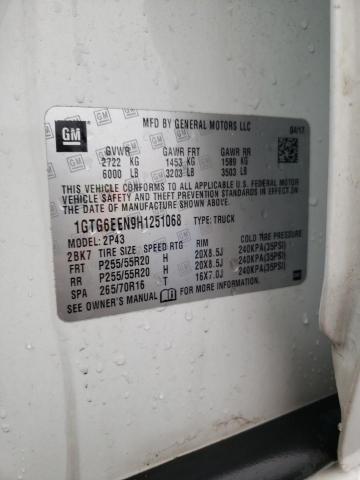 GM
MFD BY GENERAL MOTORS LLC 04/17
GVWR GAWR FRT GAWR RR
2722 KG 1453 KG 1589 KG
6000 LB 3203 LB 3503 LB
THIS VEHICLE CONFORMS TO ALL APPLICABLE U.S. FEDERAL MOTOR
VEHICLE SAFETY, BUMPER, AND THEFT PREVENTION STANDARDS IN
EFFECT ON THE DATE OF MANUFACTURE SHOWN ABOVE.
1GTG6EEN9H1251068 TYPE: TRUCK
MODEL: 2P43
2BK7 TIRE SIZE SPEED RTG RIM COLD TIRE PRESSURE
FRT P255/55R20 H 20X8.5J 240KPA(35PSI)
RR P255/55R20 H 20X8.5J 240KPA(35PSI)
SPA 265/70R16 T 16X7.0J 240KPA(35PSI)
SEE OWNER'S MANUAL FOR MORE INFORMATION.